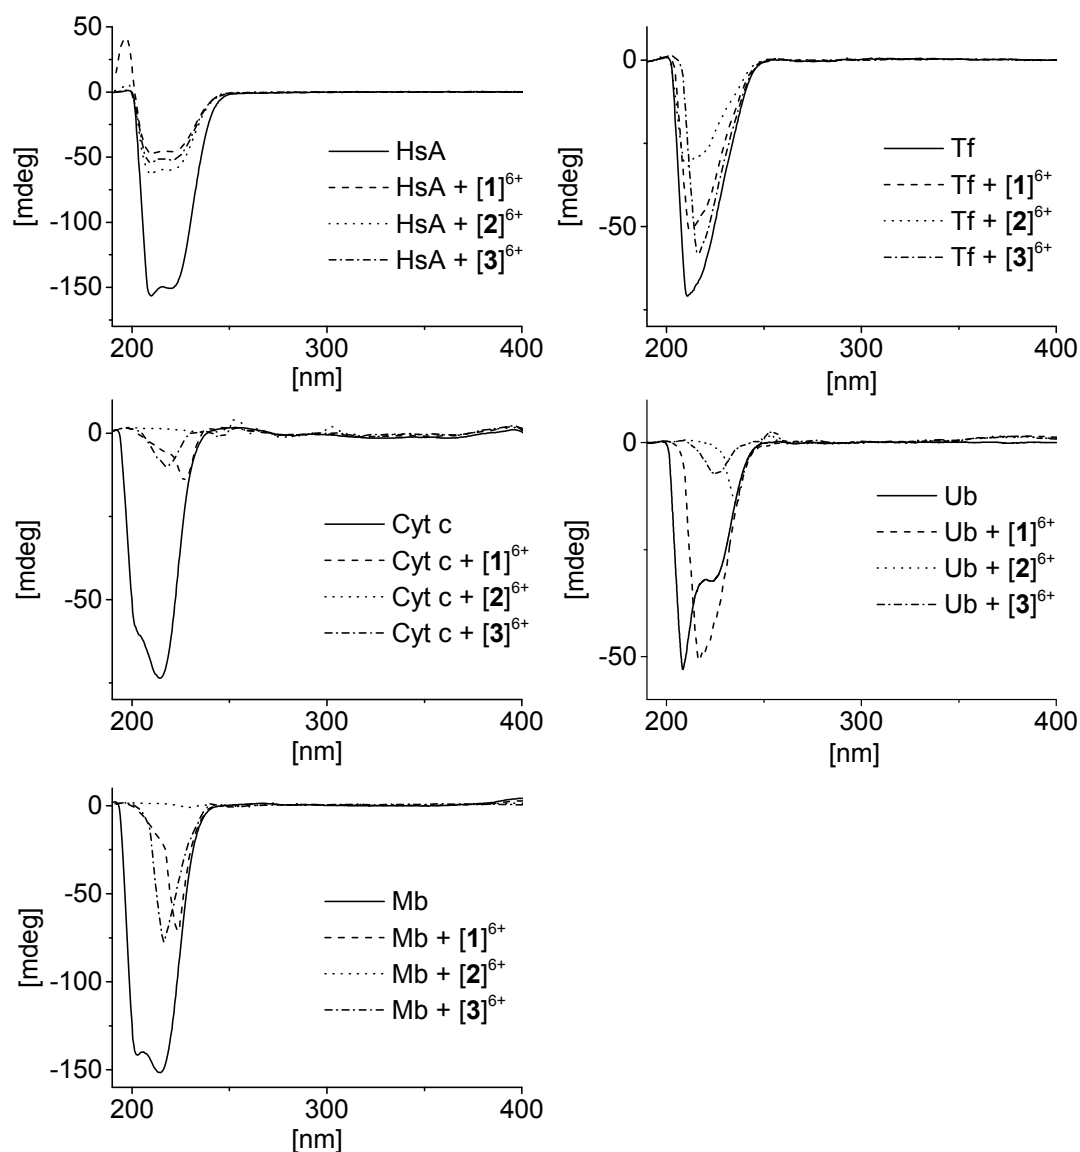 50
0
-50
-100
-150
[mdeg]
HsA
HsA + [1]⁶⁺
HsA + [2]⁶⁺
HsA + [3]⁶⁺
200
300
400
[nm]
0
-50
[mdeg]
Tf
Tf + [1]⁶⁺
Tf + [2]⁶⁺
Tf + [3]⁶⁺
200
300
400
[nm]
0
-50
[mdeg]
Cyt c
Cyt c + [1]⁶⁺
Cyt c + [2]⁶⁺
Cyt c + [3]⁶⁺
200
300
400
[nm]
0
-50
[mdeg]
Ub
Ub + [1]⁶⁺
Ub + [2]⁶⁺
Ub + [3]⁶⁺
200
300
400
[nm]
0
-50
-100
-150
[mdeg]
Mb
Mb + [1]⁶⁺
Mb + [2]⁶⁺
Mb + [3]⁶⁺
200
300
400
[nm]